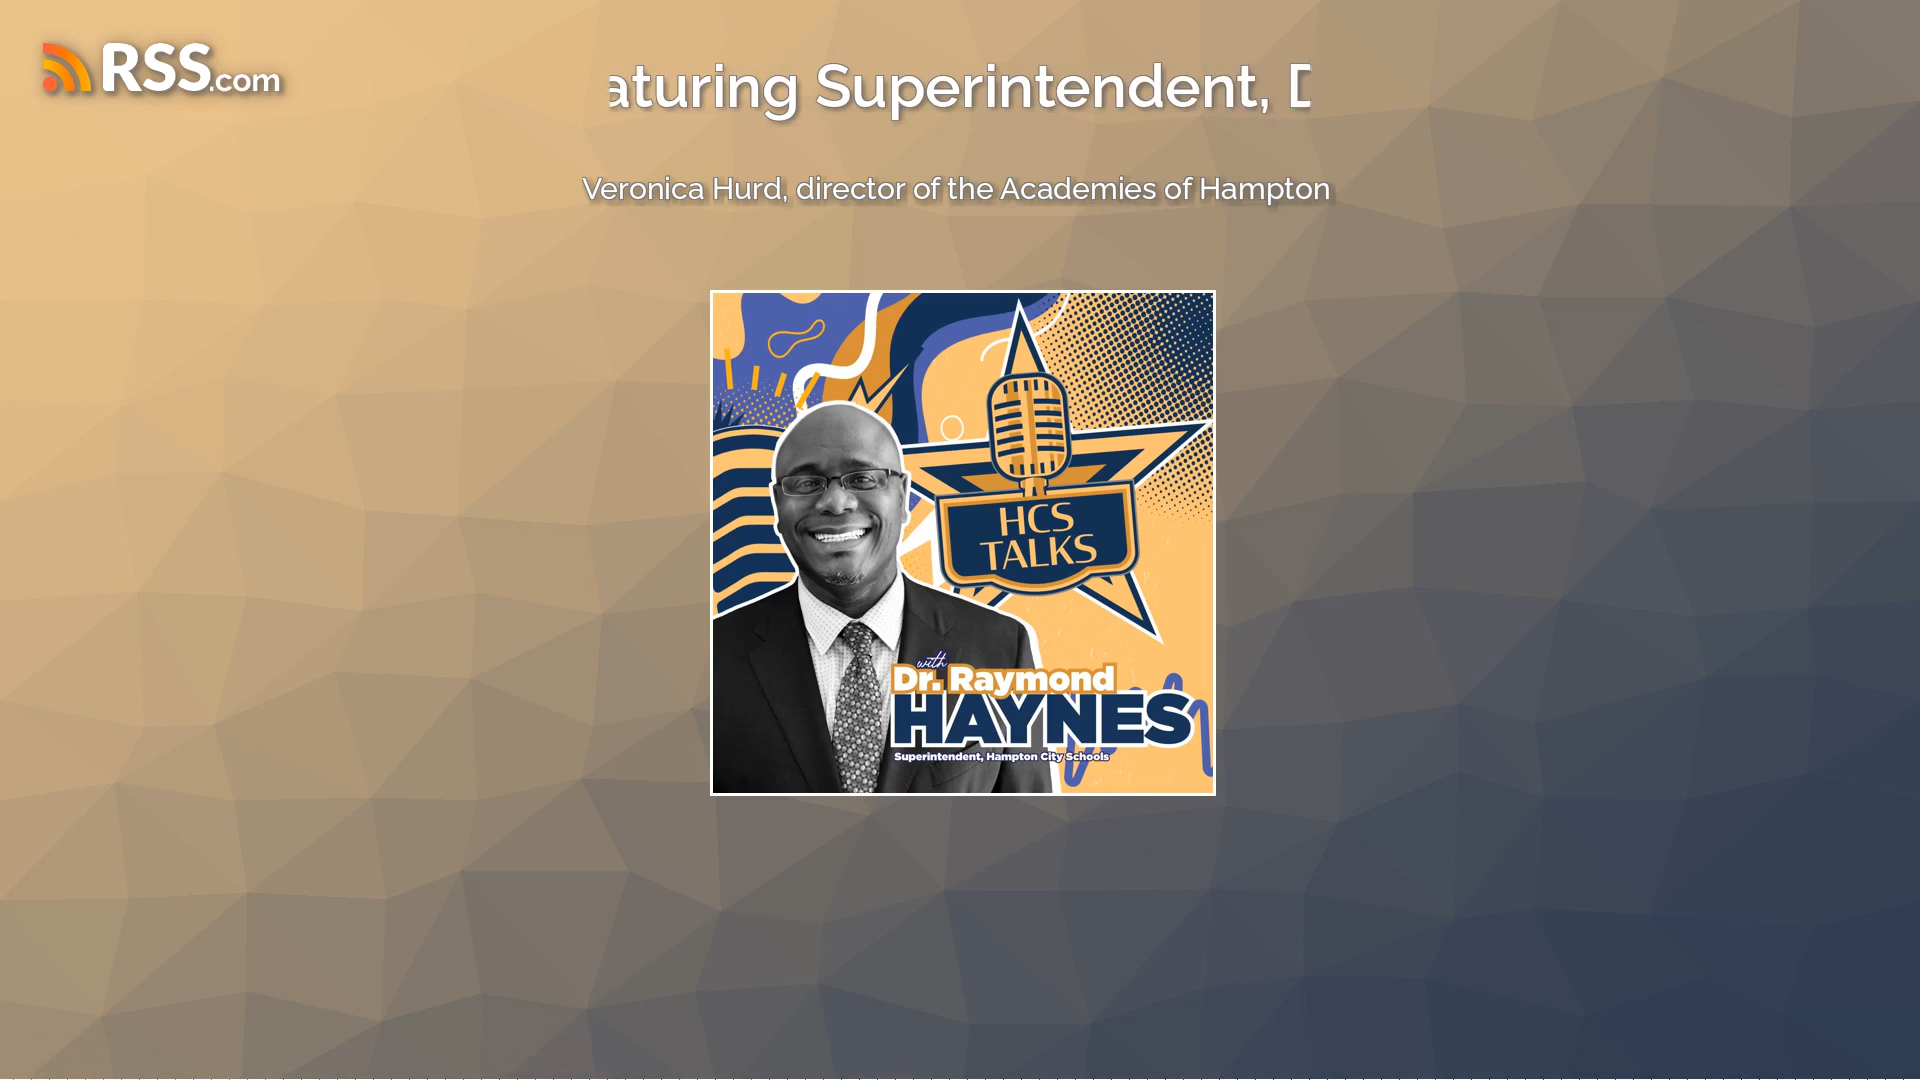 RSS.com
aturing Superintendent,
Veronica Hurd, director of the Academies of Hampton
HCS
TALKS
with
Dr. Raymond
HAYNES
Superintendent, Hampton City Schools